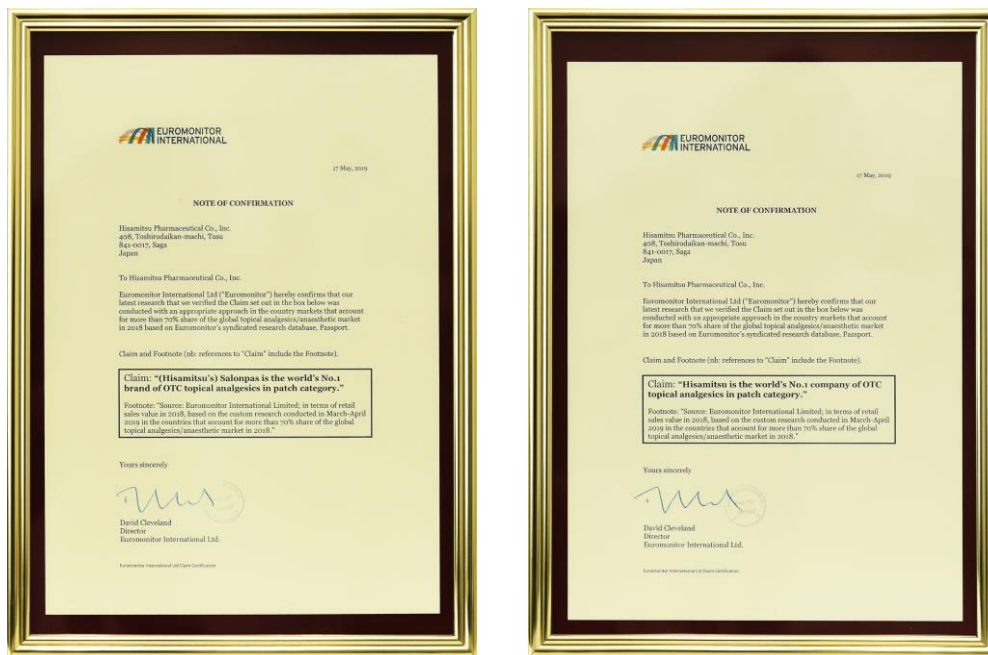 EUROMONITOR
INTERNATIONAL
17 May, 2019
NOTE OF CONFIRMATION
Hisamitsu Pharmaceutical Co., Inc.
408, Toshirodaikan-machi, Tosu
841-0017, Saga
Japan
To Hisamitsu Pharmaceutical Co., Inc.
Euromonitor International Ltd ("Euromonitor") hereby confirms that our
latest research that we verified the Claim set out in the box below was
conducted with an appropriate approach in the country markets that account
for more than 70% share of the global topical analgesics/anaesthetic market
in 2018 based on Euromonitor's syndicated research database, Passport.
Claim and Footnote (nb: references to "Claim" include the Footnote).
Claim: "(Hisamitsu's) Salonpas is the world's No.1
brand of OTC topical analgesics in patch category."
Footnote: "Source: Euromonitor International Limited; in terms of retail
sales value in 2018, based on the custom research conducted in March-April
2019 in the countries that account for more than 70% share of the global
topical analgesics/anaesthetic market in 2018."
Yours sincerely
David Cleveland
Director
Euromonitor International Ltd.
Euromonitor International Ltd Claim Certification
EUROMONITOR
INTERNATIONAL
17 May, 2019
NOTE OF CONFIRMATION
Hisamitsu Pharmaceutical Co., Inc.
408, Toshirodaikan-machi, Tosu
841-0017, Saga
Japan
To Hisamitsu Pharmaceutical Co., Inc.
Euromonitor International Ltd ("Euromonitor") hereby confirms that our
latest research that we verified the Claim set out in the box below was
conducted with an appropriate approach in the country markets that account
for more than 70% share of the global topical analgesics/anaesthetic market
in 2018 based on Euromonitor's syndicated research database, Passport.
Claim and Footnote (nb: references to "Claim" include the Footnote).
Claim: "Hisamitsu is the world's No.1 company of OTC
topical analgesics in patch category."
Footnote: "Source: Euromonitor International Limited; in terms of retail
sales value in 2018, based on the custom research conducted in March-April
2019 in the countries that account for more than 70% share of the global
topical analgesics/anaesthetic market in 2018."
Yours sincerely
David Cleveland
Director
Euromonitor International Ltd.
Euromonitor International Ltd Claim Certification